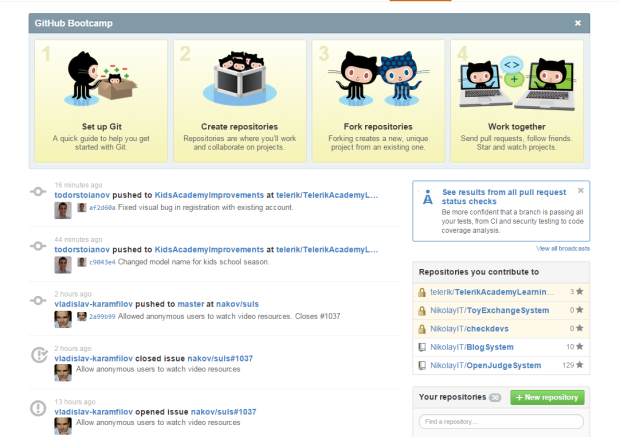 GitHub Bootcamp
1
2
3
4
Set up Git
A quick guide to help you get
started with Git.
Create repositories
Repositories are where you'll work
and collaborate on projects.
Fork repositories
Forking creates a new, unique
project from an existing one.
Work together
Send pull requests, follow friends.
Star and watch projects.
16 minutes ago
todorstoianov pushed to KidsAcademyImprovements at telerik/TelerikAcademyL...
af2d60a Fixed visual bug in registration with existing account.
44 minutes ago
todorstoianov pushed to KidsAcademyImprovements at telerik/TelerikAcademyL...
c9843e4 Changed model name for kids school season.
2 hours ago
vladislav-karamfilov pushed to master at nakov/suls
2a99b99 Allowed anonymous users to watch video resources. Closes #1037
2 hours ago
vladislav-karamfilov closed issue nakov/suls#1037
Allow anonymous users to watch video resources
13 hours ago
vladislav-karamfilov opened issue nakov/suls#1037
Allow anonymous users to watch video resources
See results from all pull request
status checks
Be more confident that a branch is passing all
your tests, from CI and security testing to code
coverage analysis.
View all broadcasts
Repositories you contribute to
telerik/TelerikAcademyLearnin... 3
NikolayIT/ToyExchangeSystem 0
NikolayIT/checkdevs 0
NikolayIT/BlogSystem 10
NikolayIT/OpenJudgeSystem 129
Your repositories 30 + New repository
Find a repository...